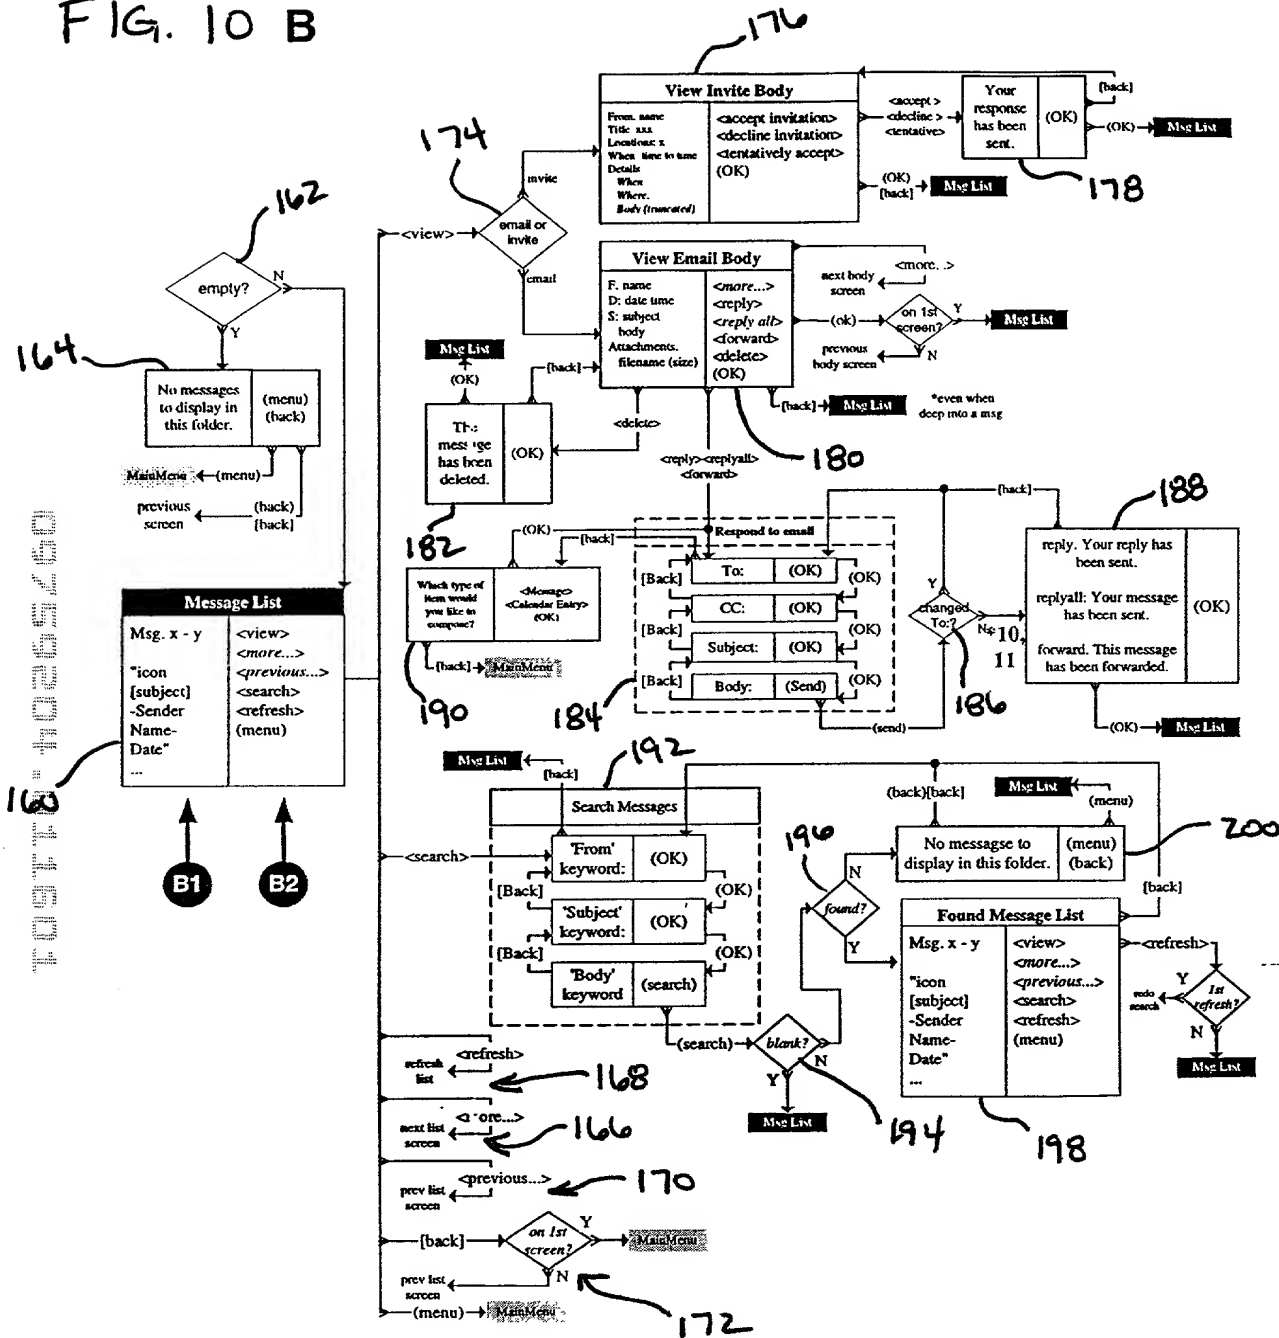 FIG. 10 B
176
View Invite Body
From. name
Title xxx
Locations: x
When time to time
Details
When
Where.
Body (truncated)
<accept invitation>
<decline invitation>
<tentatively accept>
(OK)
<accept >
<decline >
<tentative>
Your
response
has been
sent.
(OK)
[back]
(OK)
Msg List
178
(OK)
[back]
Msg List
174
invite
email or
invite
email
<view>
162
empty?
N
Y
164
No messages
to display in
this folder.
(menu)
(back)
MainMenu
(menu)
previous
screen
(back)
[back]
View Email Body
F. name
D: date time
S: subject
body
Attachments.
filename (size)
<more...>
<reply>
<reply all>
<forward>
<delete>
(OK)
<more...>
next body
screen
(ok)
on 1st
screen?
Y
Msg List
N
previous
body screen
[back]
Msg List
*even when
deep into a msg
180
Msg List
(OK)
[back]
The
message
has been
deleted.
(OK)
<delete>
182
<reply><replyall>
<forward>
Respond to email
(OK)
[back]
To:
(OK)
CC:
(OK)
Subject:
(OK)
Body:
(Send)
[Back]
[Back]
[Back]
(OK)
(OK)
(OK)
184
(send)
Which type of
item would
you like to
compose?
<Message>
<Calendar Entry>
(OK)
[back]
MainMenu
190
[back]
Y
changed
To:?
N*
10,
11
186
188
reply. Your reply has
been sent.
replyall: Your message
has been sent.
forward. This message
has been forwarded.
(OK)
(OK)
Msg List
Message List
Msg. x - y
"icon
[subject]
-Sender
Name-
Date"
...
<view>
<more...>
<previous...>
<search>
<refresh>
(menu)
160
B1
B2
192
Msg List
[back]
Search Messages
<search>
'From'
keyword:
(OK)
'Subject'
keyword:
(OK)
'Body'
keyword
(search)
[Back]
[Back]
(OK)
(OK)
(search)
blank?
N
Y
Msg List
194
196
found?
N
Y
(back)[back]
Msg List
(menu)
No messagse to
display in this folder.
(menu)
(back)
200
[back]
Found Message List
Msg. x - y
"icon
[subject]
-Sender
Name-
Date"
...
<view>
<more...>
<previous...>
<search>
<refresh>
(menu)
198
<refresh>
1st
refresh?
Y
redo
search
N
Msg List
<refresh>
refresh
list
168
next list
screen
166
<previous...>
prev list
screen
170
[back]
on 1st
screen?
Y
MainMenu
N
prev list
screen
172
(menu)
MainMenu